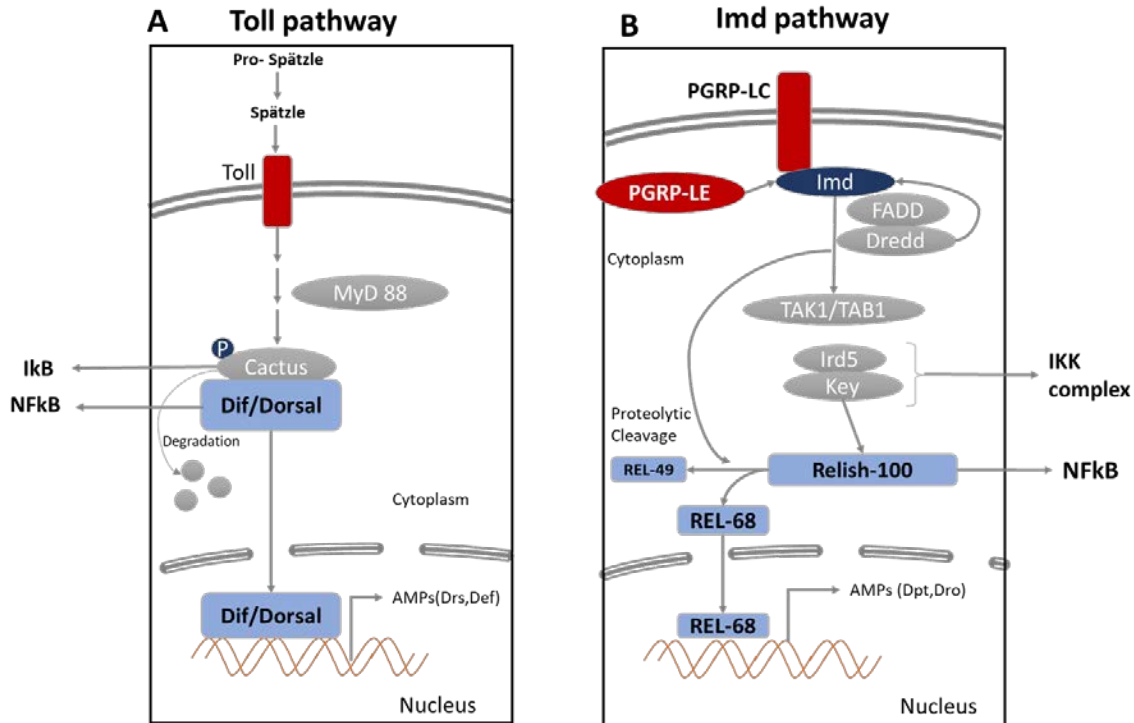 A
Toll pathway
Pro- Spätzle
Spätzle
Toll
MyD 88
P
Cactus
IkB
Dif/Dorsal
NFkB
Degradation
Cytoplasm
Dif/Dorsal
AMPs(Drs,Def)
Nucleus
B
Imd pathway
PGRP-LC
Imd
PGRP-LE
FADD
Dredd
Cytoplasm
TAK1/TAB1
Ird5
Key
IKK
complex
Proteolytic
Cleavage
REL-49
Relish-100
NFkB
REL-68
AMPs (Dpt,Dro)
REL-68
Nucleus